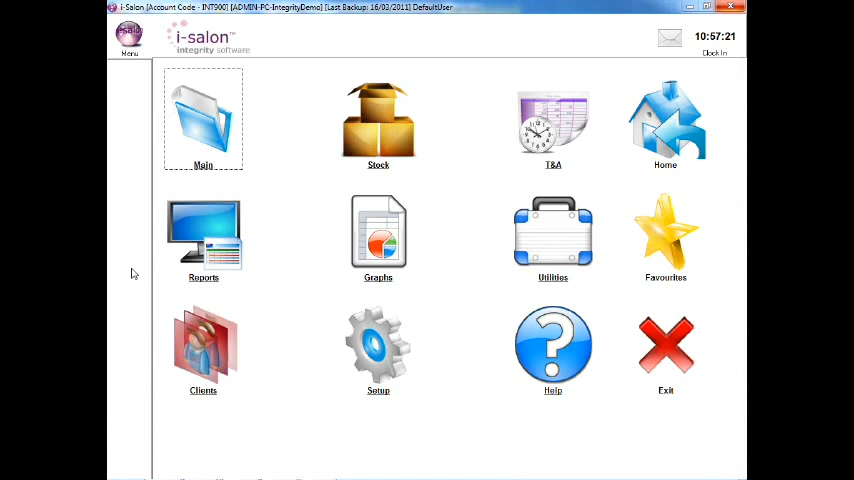 i-Salon [Account Code - INT900] [ADMIN-PC-IntegrityDemo] [Last Backup: 16/03/2011] DefaultUser
i-salon
Menu
i-salon™
integrity software
10:57:21
Clock In
Main
Stock
T&A
Home
Reports
Graphs
Utilities
Favourites
Clients
Setup
Help
Exit